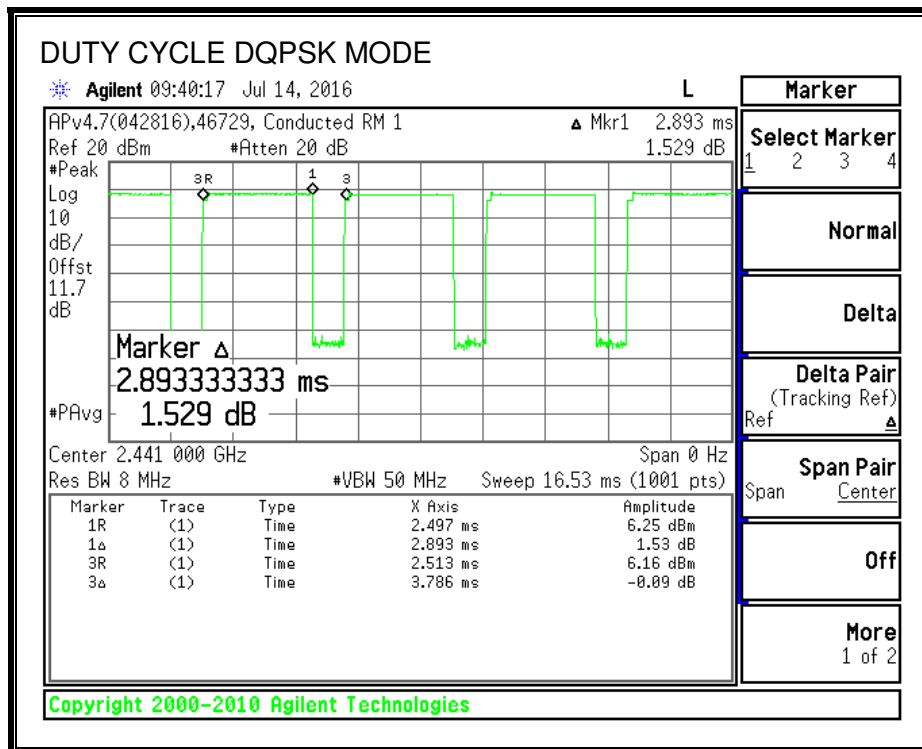 DUTY CYCLE DQPSK MODE
Agilent 09:40:17 Jul 14, 2016 L
APv4.7(042816),46729, Conducted RM 1 Δ Mkr1 2.893 ms
Ref 20 dBm #Atten 20 dB 1.529 dB
#Peak
Log
10
dB/
Offst
11.7
dB
3R 1 3
Marker Δ
2.893333333 ms
1.529 dB
#PAvg
Center 2.441 000 GHz Span 0 Hz
Res BW 8 MHz #VBW 50 MHz Sweep 16.53 ms (1001 pts)
Marker Trace Type X Axis Amplitude
1R (1) Time 2.497 ms 6.25 dBm
1Δ (1) Time 2.893 ms 1.53 dB
3R (1) Time 2.513 ms 6.16 dBm
3Δ (1) Time 3.786 ms -0.09 dB
Marker
Select Marker
1 2 3 4
Normal
Delta
Delta Pair
(Tracking Ref)
Ref Δ
Span Pair
Span Center
Off
More
1 of 2
Copyright 2000-2010 Agilent Technologies